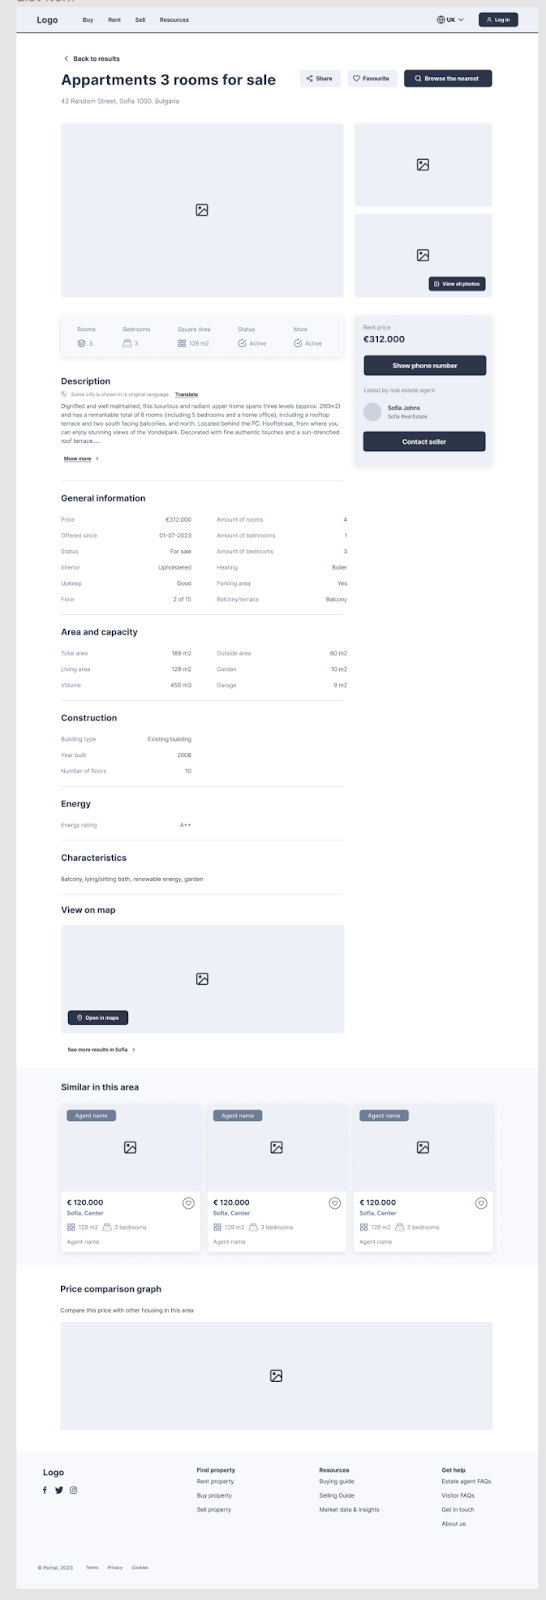 List item
Logo
Buy
Rent
Sell
Resources
UK
Log in
Back to results
Appartments 3 rooms for sale
Share
Favourite
Browse the nearest
42 Random Street, Sofia 1000, Bulgaria
View all photos
Rooms
Bedrooms
Square Area
Status
More
3
3
129 m2
Active
Active
Rent price
€312.000
Show phone number
Listed by real estate agent
Sofia Johns
Sofia Real Estate
Contact seller
Description
Some info is shown in is original language.
Translate
Dignified and well maintained, this luxurious and radiant upper home spans three levels (approx. 260m2)
and has a remarkable total of 8 rooms (including 5 bedrooms and a home office), including a rooftop
terrace and two south facing balconies, and north. Located behind the PC. Hooftstraat, from where you
can enjoy stunning views of the Vondelpark. Decorated with fine authentic touches and a sun-drenched
roof terrace.....
Show more
General information
Price €312.000 Amount of rooms 4
Offered since 01-07-2023 Amount of bathrooms 1
Status For sale Amount of bedrooms 3
Interior Upholstered Heating Boiler
Upkeep Good Parking area Yes
Floor 2 of 15 Balcony/terrace Balcony
Area and capacity
Total area 189 m2 Outside area 60 m2
Living area 129 m2 Garden 10 m2
Volume 450 m3 Garage 9 m2
Construction
Building type Existing building
Year built 2008
Number of floors 10
Energy
Energy rating A++
Characteristics
Balcony, lying/sitting bath, renewable energy, garden
View on map
Open in maps
See more results in Sofia
Similar in this area
Agent name
€ 120.000
Sofia, Center
129 m2 3 bedrooms
Agent name
Agent name
€ 120.000
Sofia, Center
129 m2 3 bedrooms
Agent name
Agent name
€ 120.000
Sofia, Center
129 m2 3 bedrooms
Agent name
Price comparison graph
Compare this price with other housing in this area
Logo
Find property
Rent property
Buy property
Sell property
Resources
Buying guide
Selling Guide
Market data & Insights
Get help
Estate agent FAQs
Visitor FAQs
Get in touch
About us
© Portal, 2023
Terms
Privacy
Cookies